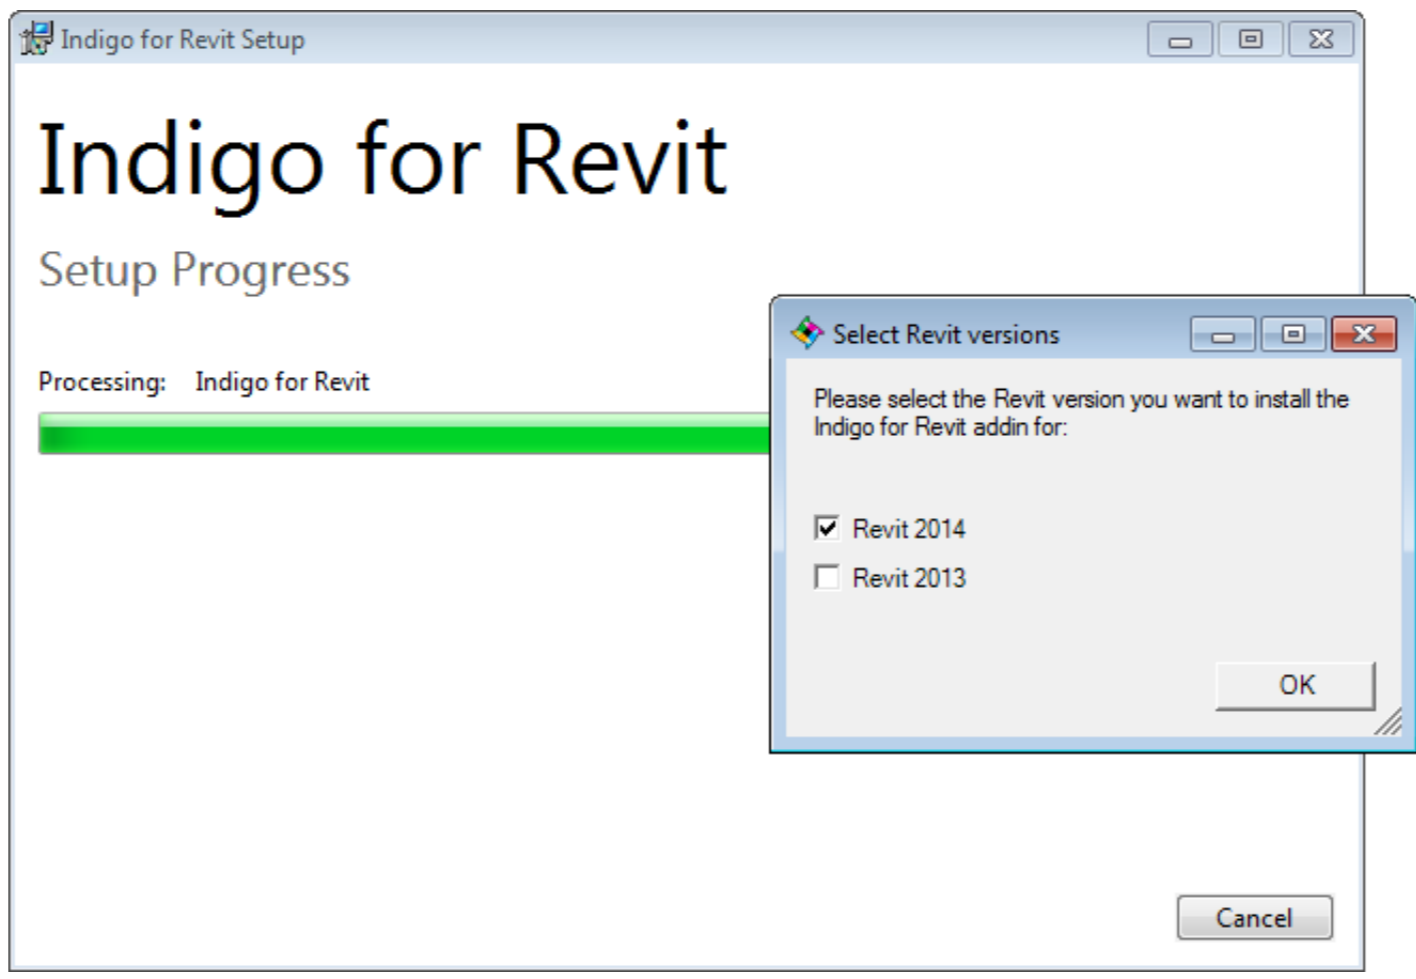 Indigo for Revit Setup
Indigo for Revit
Setup Progress
Processing: Indigo for Revit
Select Revit versions
Please select the Revit version you want to install the
Indigo for Revit addin for:
Revit 2014
Revit 2013
OK
Cancel